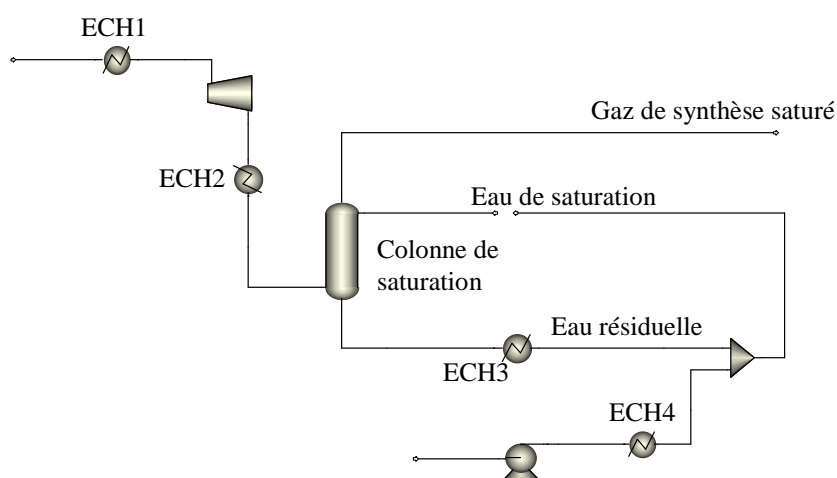 ECH1
Gaz de synthèse saturé
ECH2
Eau de saturation
Colonne de
saturation
Eau résiduelle
ECH3
ECH4